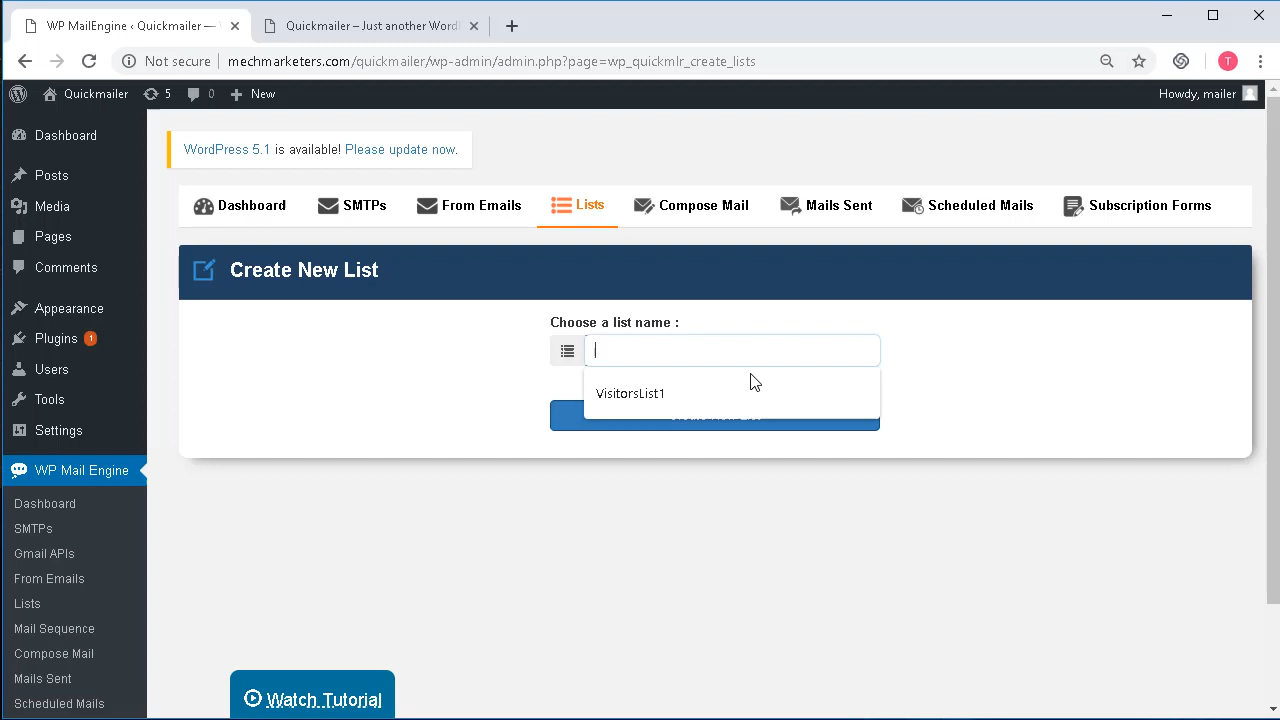 WP MailEngine ‹ Quickmailer —
Quickmailer – Just another Word
Not secure | mechmarketers.com/quickmailer/wp-admin/admin.php?page=wp_quickmlr_create_lists
T
Quickmailer 5 0 New
Howdy, mailer
Dashboard
Posts
Media
Pages
Comments
Appearance
Plugins 1
Users
Tools
Settings
WP Mail Engine
Dashboard
SMTPs
Gmail APIs
From Emails
Lists
Mail Sequence
Compose Mail
Mails Sent
Scheduled Mails
WordPress 5.1 is available! Please update now.
Dashboard SMTPs From Emails Lists Compose Mail Mails Sent Scheduled Mails Subscription Forms
Create New List
Choose a list name :
VisitorsList1
Watch Tutorial